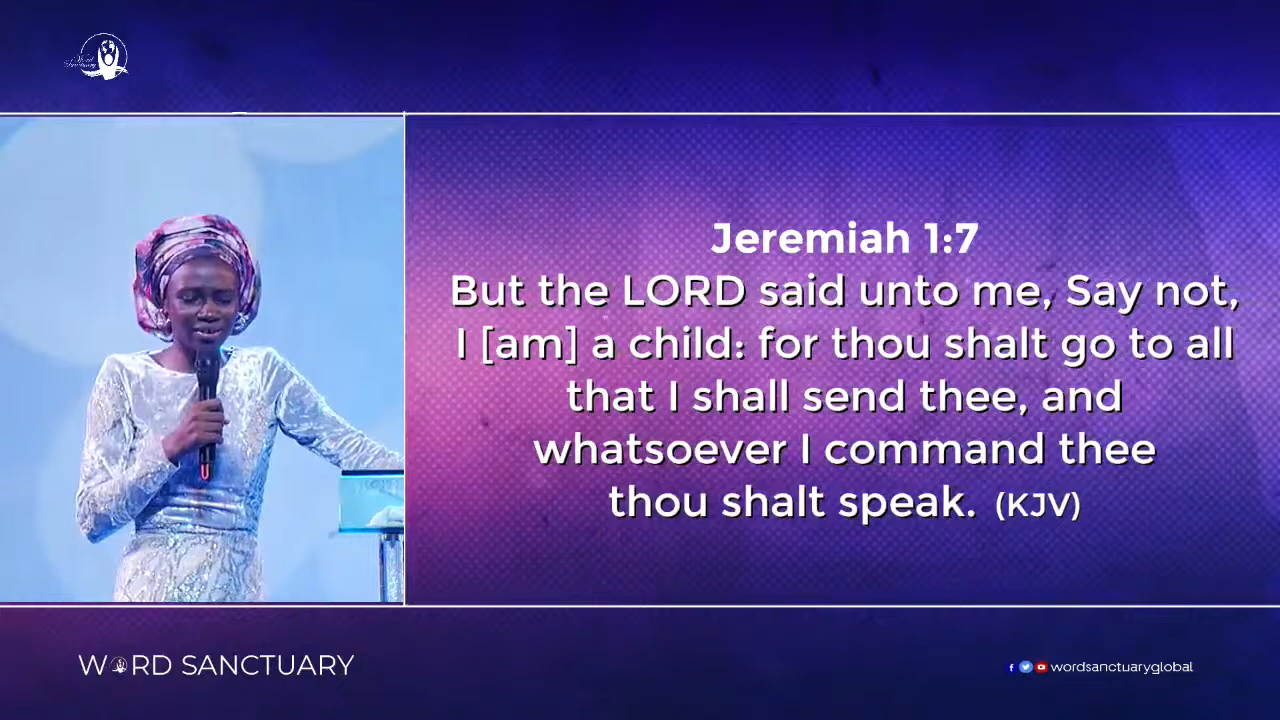 Jeremiah 1:7
But the LORD said unto me, Say not,
I [am] a child: for thou shalt go to all
that I shall send thee, and
whatsoever I command thee
thou shalt speak. (KJV)
WORD SANCTUARY
wordsanctuaryglobal